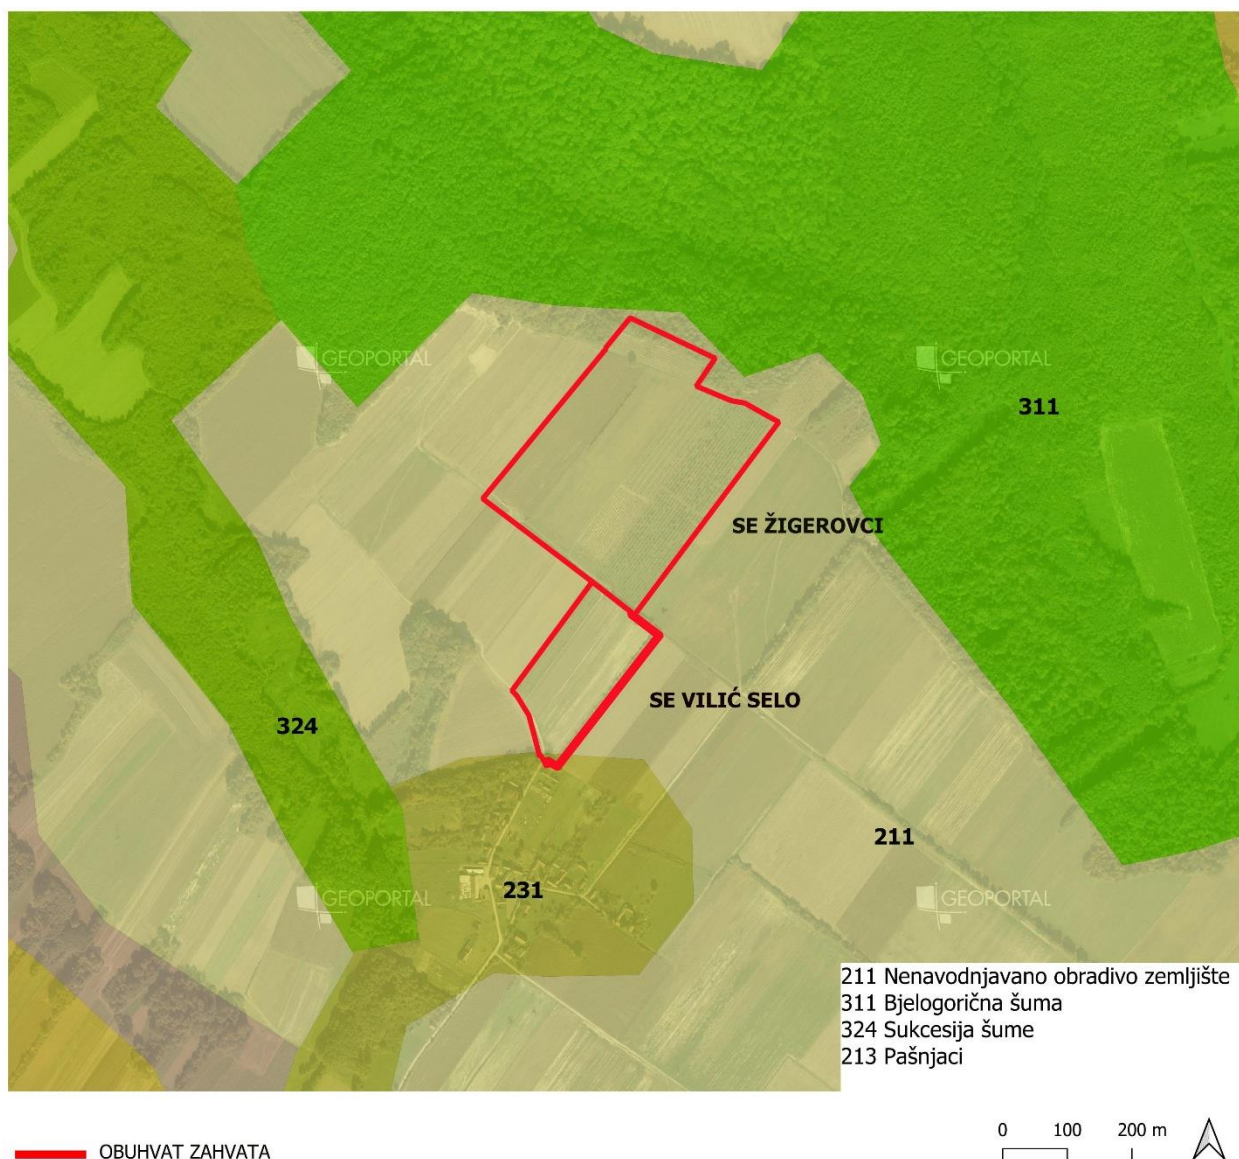 GEOPORTAL
GEOPORTAL
311
SE ŽIGEROVCI
SE VILIĆ SELO
324
211
231
GEOPORTAL
GEOPORTAL
211 Nenavodnjavano obradivo zemljište
311 Bjelogorična šuma
324 Sukcesija šume
213 Pašnjaci
OBUHVAT ZAHVATA
0 100 200 m